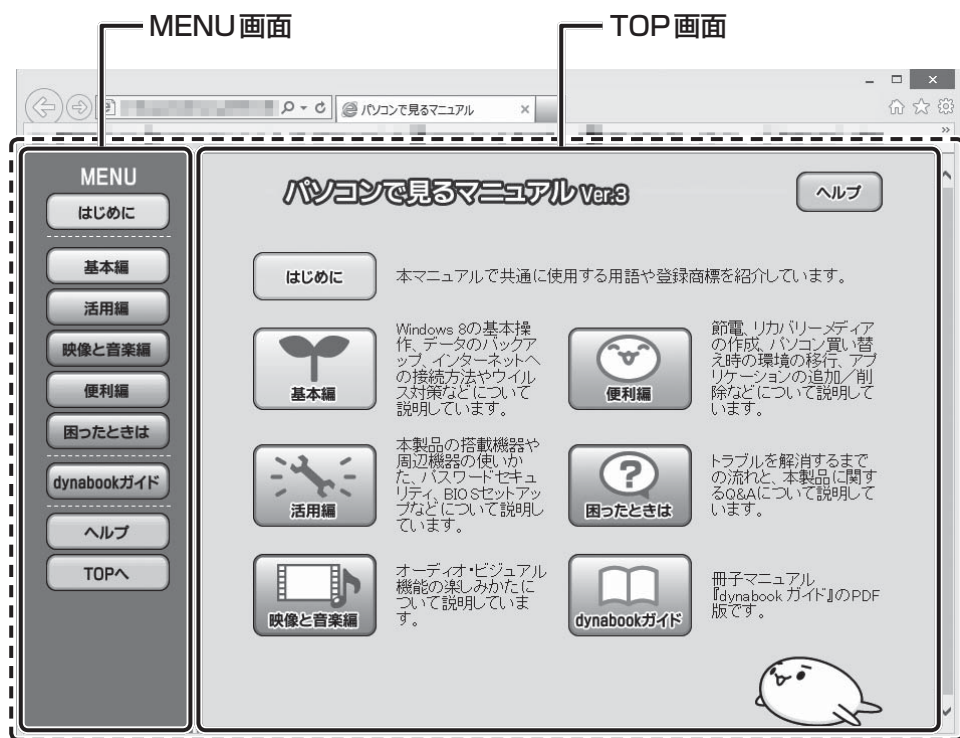 MENU画面
TOP画面
パソコンで見るマニュアル
MENU
はじめに
基本編
活用編
映像と音楽編
便利編
困ったときは
dynabookガイド
ヘルプ
TOPへ
パソコンで見るマニュアル Ver.3
ヘルプ
はじめに
本マニュアルで共通に使用する用語や登録商標を紹介しています。
基本編
Windows 8の基本操
作、データのバックア
ップ、インターネットへ
の接続方法やウイル
ス対策などについて
説明しています。
便利編
節電、リカバリーメディア
の作成、パソコン買い替
え時の環境の移行、アプ
リケーションの追加／削
除などについて説明して
います。
活用編
本製品の搭載機器や
周辺機器の使いか
た、パスワードセキュ
リティ、BIOSセットアッ
プなどについて説明し
ています。
困ったときは
トラブルを解消するまで
の流れと、本製品に関す
るQ&Aについて説明して
います。
映像と音楽編
オーディオ・ビジュアル
機能の楽しみかたに
ついて説明していま
す。
dynabookガイド
冊子マニュアル
『dynabook ガイド』のPDF
版です。